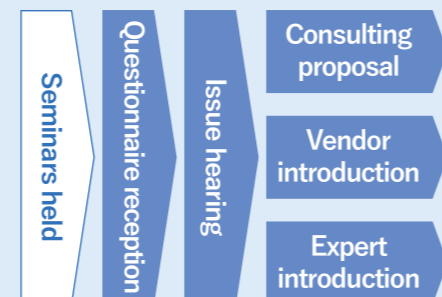 Seminars held
Questionnaire reception
Issue hearing
Consulting
proposal
Vendor
introduction
Expert
introduction